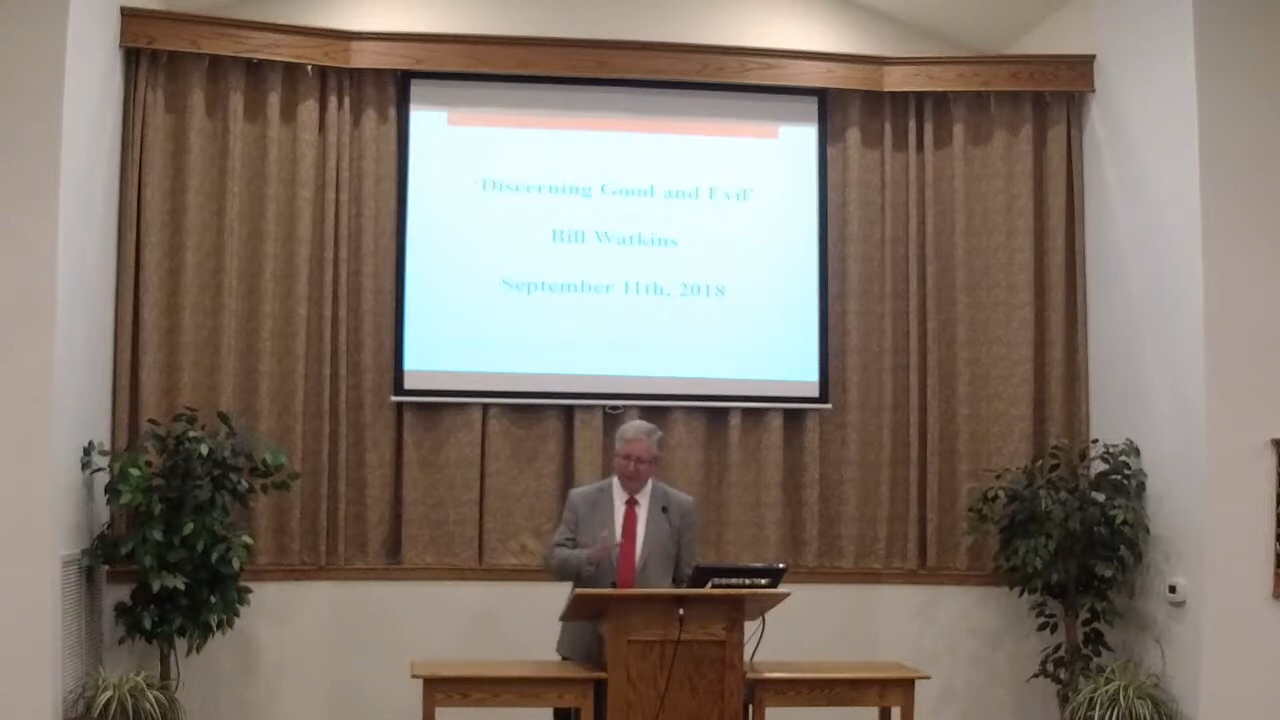 'Discerning Good and Evil'
Bill Watkins
September 11th, 2018